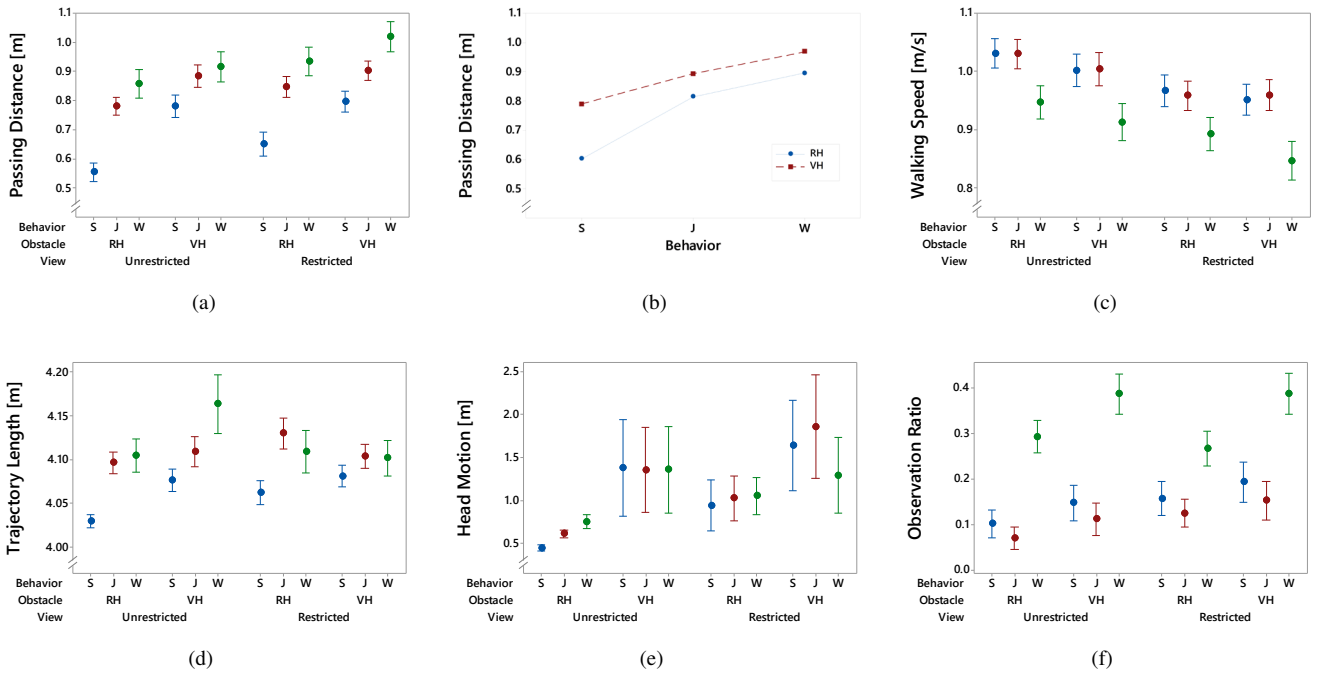 Passing Distance [m]
1.1
1.0
0.9
0.8
0.7
0.6
0.5
Behavior S J W S J W S J W S J W
Obstacle RH VH RH VH
View Unrestricted Restricted
(a)
Passing Distance [m]
1.1
1.0
0.9
0.8
0.7
0.6
0.5
RH
VH
S J W
Behavior
(b)
Walking Speed [m/s]
1.1
1.0
0.9
0.8
Behavior S J W S J W S J W S J W
Obstacle RH VH RH VH
View Unrestricted Restricted
(c)
Trajectory Length [m]
4.20
4.15
4.10
4.05
4.00
Behavior S J W S J W S J W S J W
Obstacle RH VH RH VH
View Unrestricted Restricted
(d)
Head Motion [m]
2.5
2.0
1.5
1.0
0.5
Behavior S J W S J W S J W S J W
Obstacle RH VH RH VH
View Unrestricted Restricted
(e)
Observation Ratio
0.4
0.3
0.2
0.1
0.0
Behavior S J W S J W S J W S J W
Obstacle RH VH RH VH
View Unrestricted Restricted
(f)